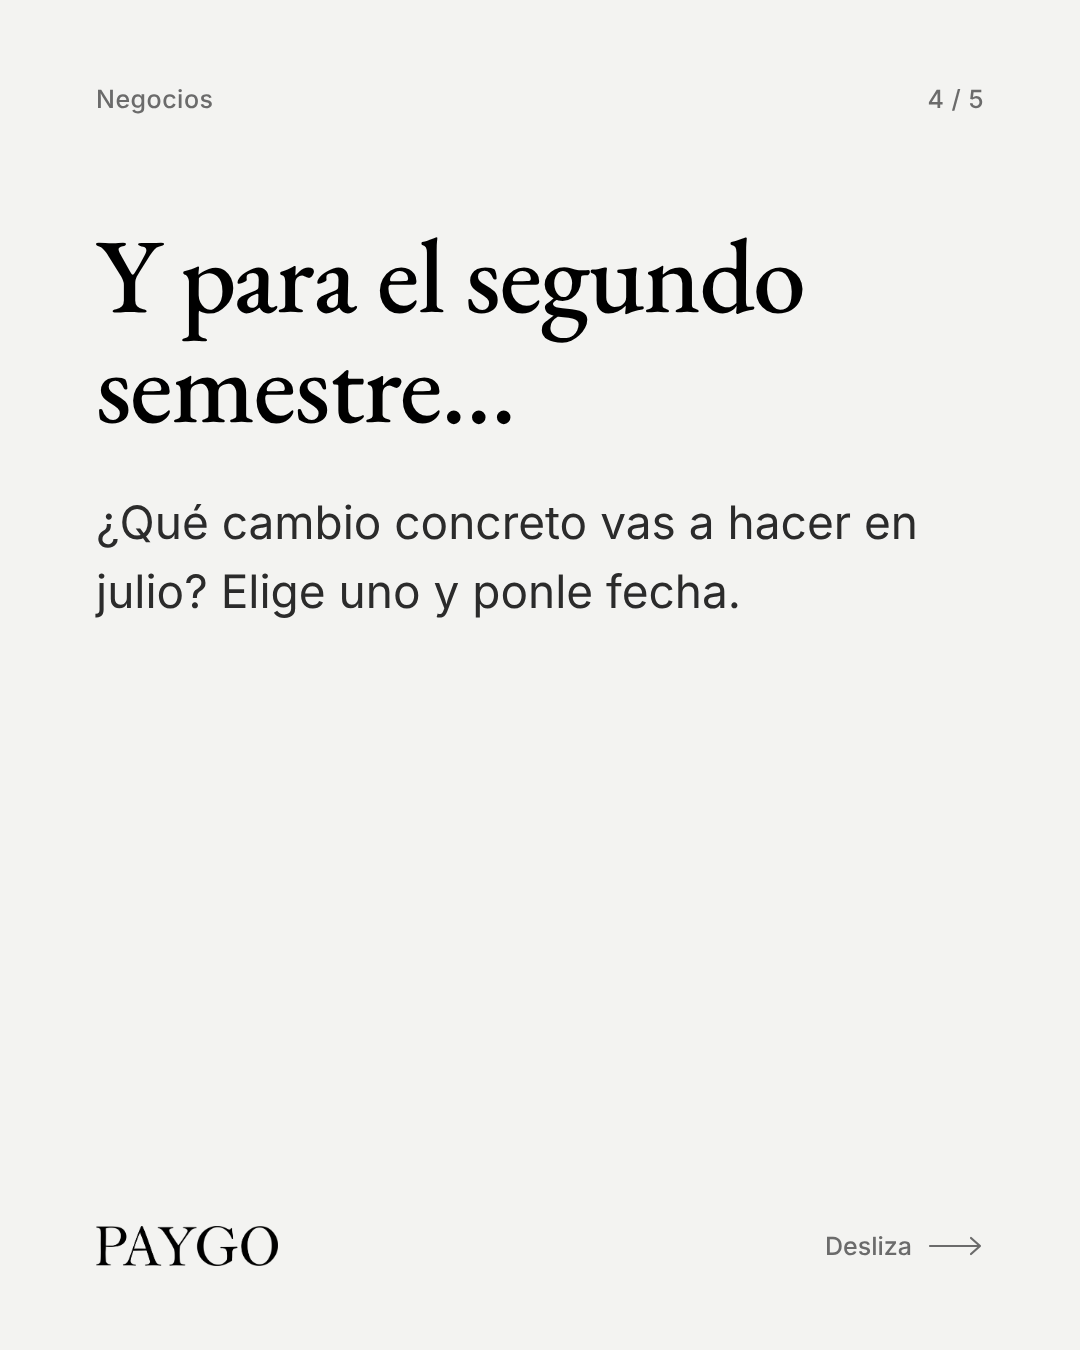 Negocios
4 / 5
Y para el segundo
semestre...
¿Qué cambio concreto vas a hacer en
julio? Elige uno y ponle fecha.
PAYGO
Desliza →